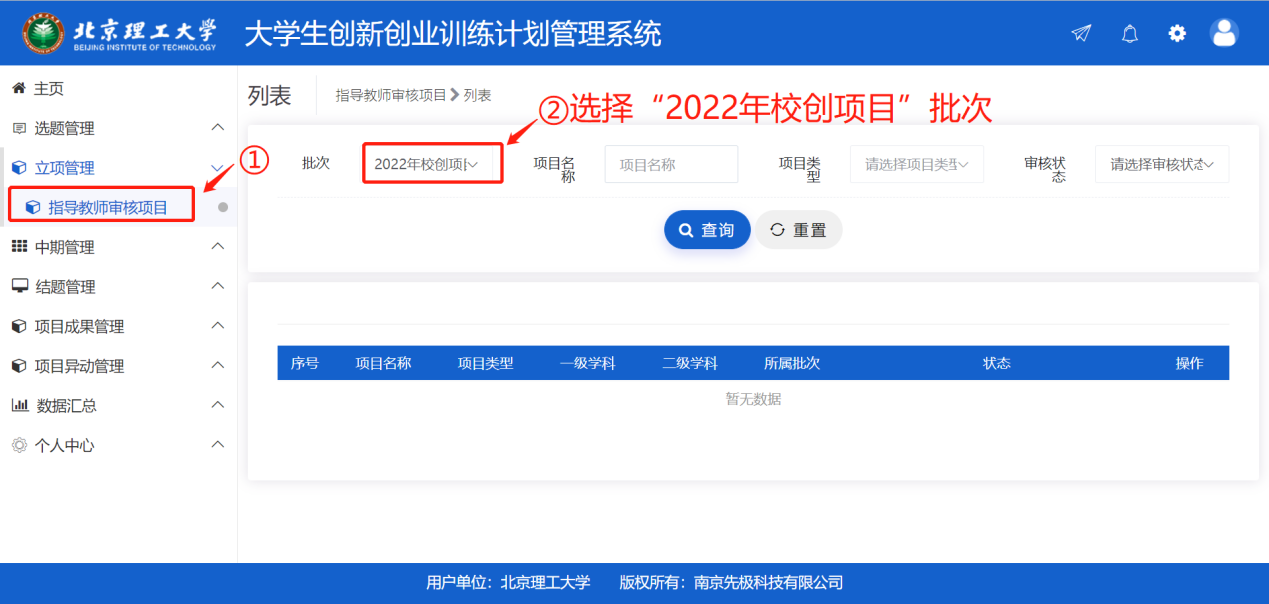 北京理工大学
BEIJING INSTITUTE OF TECHNOLOGY
大学生创新创业训练计划管理系统
主页
选题管理
立项管理
指导教师审核项目
中期管理
结题管理
项目成果管理
项目异动管理
数据汇总
个人中心
①
列表
指导教师审核项目 > 列表
②选择“2022年校创项目”批次
批次
2022年校创项目
项目名称
项目名称
项目类型
请选择项目类型
审核状态
请选择审核状态
查询
重置
序号 项目名称 项目类型 一级学科 二级学科 所属批次 状态 操作
暂无数据
用户单位：北京理工大学 版权所有：南京先极科技有限公司